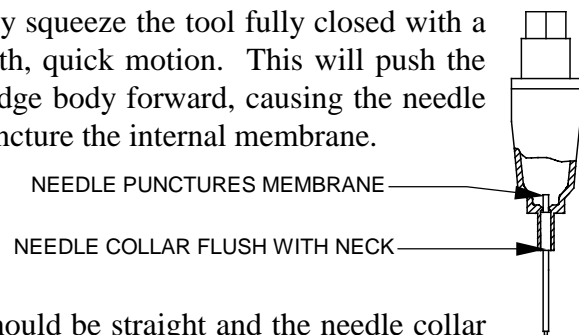 y squeeze the tool fully closed with a
th, quick motion. This will push the
dge body forward, causing the needle
ncture the internal membrane.
NEEDLE PUNCTURES MEMBRANE
NEEDLE COLLAR FLUSH WITH NECK
hould be straight and the needle collar